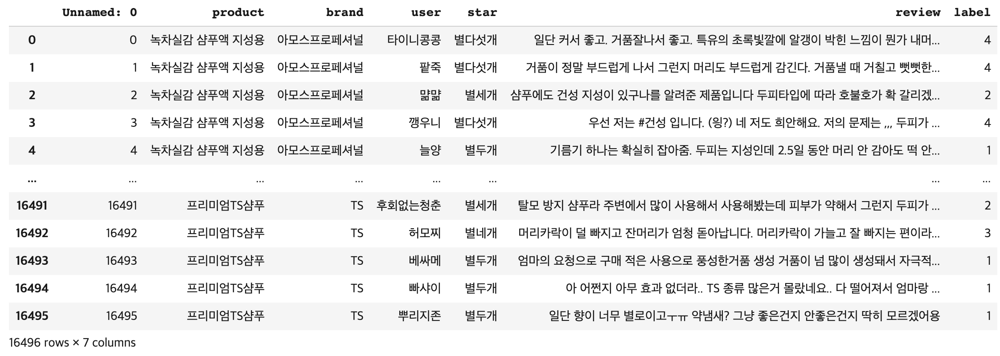 Unnamed: 0 product brand user star review label
0 0 녹차실감 샴푸액 지성용 아모스프로페셔널 타이니콩콩 별다섯개 일단 커서 좋고. 거품잘나서 좋고. 특유의 초록빛깔에 알갱이 박힌 느낌이 뭔가 내머... 4
1 1 녹차실감 샴푸액 지성용 아모스프로페셔널 팥죽 별다섯개 거품이 정말 부드럽게 나서 그런지 머리도 부드럽게 감긴다. 거품낼 때 거칠고 뻣뻣한... 4
2 2 녹차실감 샴푸액 지성용 아모스프로페셔널 먊먊 별세개 샴푸에도 건성 지성이 있구나를 알려준 제품입니다 두피타입에 따라 호불호가 확 갈리겠... 2
3 3 녹차실감 샴푸액 지성용 아모스프로페셔널 깽우니 별다섯개 우선 저는 #건성 입니다. (읭?) 네 저도 희안해요. 저의 문제는 ,,, 두피가 ... 4
4 4 녹차실감 샴푸액 지성용 아모스프로페셔널 늘양 별두개 기름기 하나는 확실히 잡아줌. 두피는 지성인데 2.5일 동안 머리 안 감아도 떡 안... 1
... ... ... ... ... ... ... ...
16491 16491 프리미엄TS샴푸 TS 후회없는청춘 별세개 탈모 방지 샴푸라 주변에서 많이 사용해서 사용해봤는데 피부가 약해서 그런지 두피가 ... 2
16492 16492 프리미엄TS샴푸 TS 허모찌 별네개 머리카락이 덜 빠지고 잔머리가 엄청 돋아납니다. 머리카락이 가늘고 잘 빠지는 편이라... 3
16493 16493 프리미엄TS샴푸 TS 베싸메 별두개 엄마의 요청으로 구매 적은 사용으로 풍성한거품 생성 거품이 넘 많이 생성돼서 자극적... 1
16494 16494 프리미엄TS샴푸 TS 빠샤이 별두개 아 어쩐지 아무 효과 없더라.. TS 종류 많은거 몰랐네요.. 다 떨어져서 엄마랑 ... 1
16495 16495 프리미엄TS샴푸 TS 뿌리지존 별두개 일단 향이 너무 별로이고ㅜㅠ 약냄새? 그냥 좋은건지 안좋은건지 딱히 모르겠어용 1
16496 rows × 7 columns